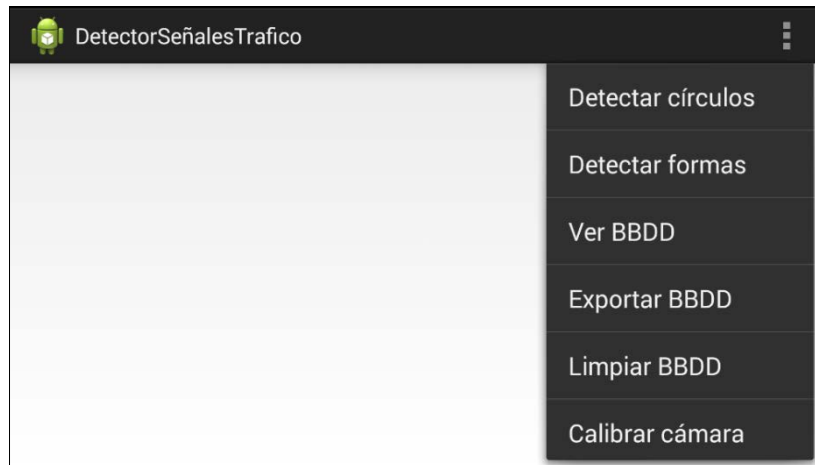 DetectorSeñalesTrafico
Detectar círculos
Detectar formas
Ver BBDD
Exportar BBDD
Limpiar BBDD
Calibrar cámara